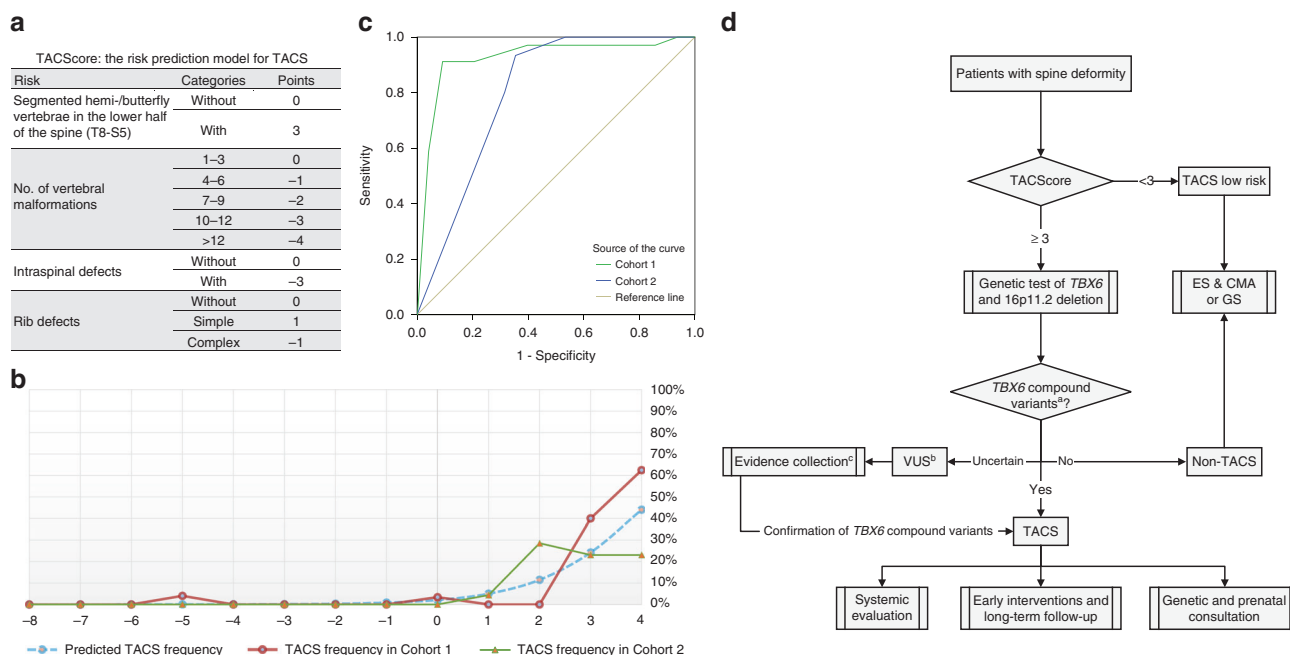 a
TACScore: the risk prediction model for TACS
Risk Categories Points
Segmented hemi-/butterfly
vertebrae in the lower half
of the spine (T8-S5)
Without 0
With 3
No. of vertebral
malformations
1–3 0
4–6 −1
7–9 −2
10–12 −3
>12 −4
Intraspinal defects
Without 0
With −3
Rib defects
Without 0
Simple 1
Complex −1
c
1.0
0.8
0.6
0.4
0.2
0.0
Sensitivity
Source of the curve
Cohort 1
Cohort 2
Reference line
0.0 0.2 0.4 0.6 0.8 1.0
1 - Specificity
b
100%
90%
80%
70%
60%
50%
40%
30%
20%
10%
0%
−8 −7 −6 −5 −4 −3 −2 −1 0 1 2 3 4
Predicted TACS frequency TACS frequency in Cohort 1 TACS frequency in Cohort 2
d
Patients with spine deformity
TACScore
<3
TACS low risk
≥ 3
Genetic test of TBX6
and 16p11.2 deletion
ES & CMA
or GS
TBX6 compound
variantsᵃ?
Evidence collectionᶜ
VUSᵇ
Uncertain
No
Non-TACS
Yes
Confirmation of TBX6 compound variants
TACS
Systemic
evaluation
Early interventions and
long-term follow-up
Genetic and prenatal
consultation